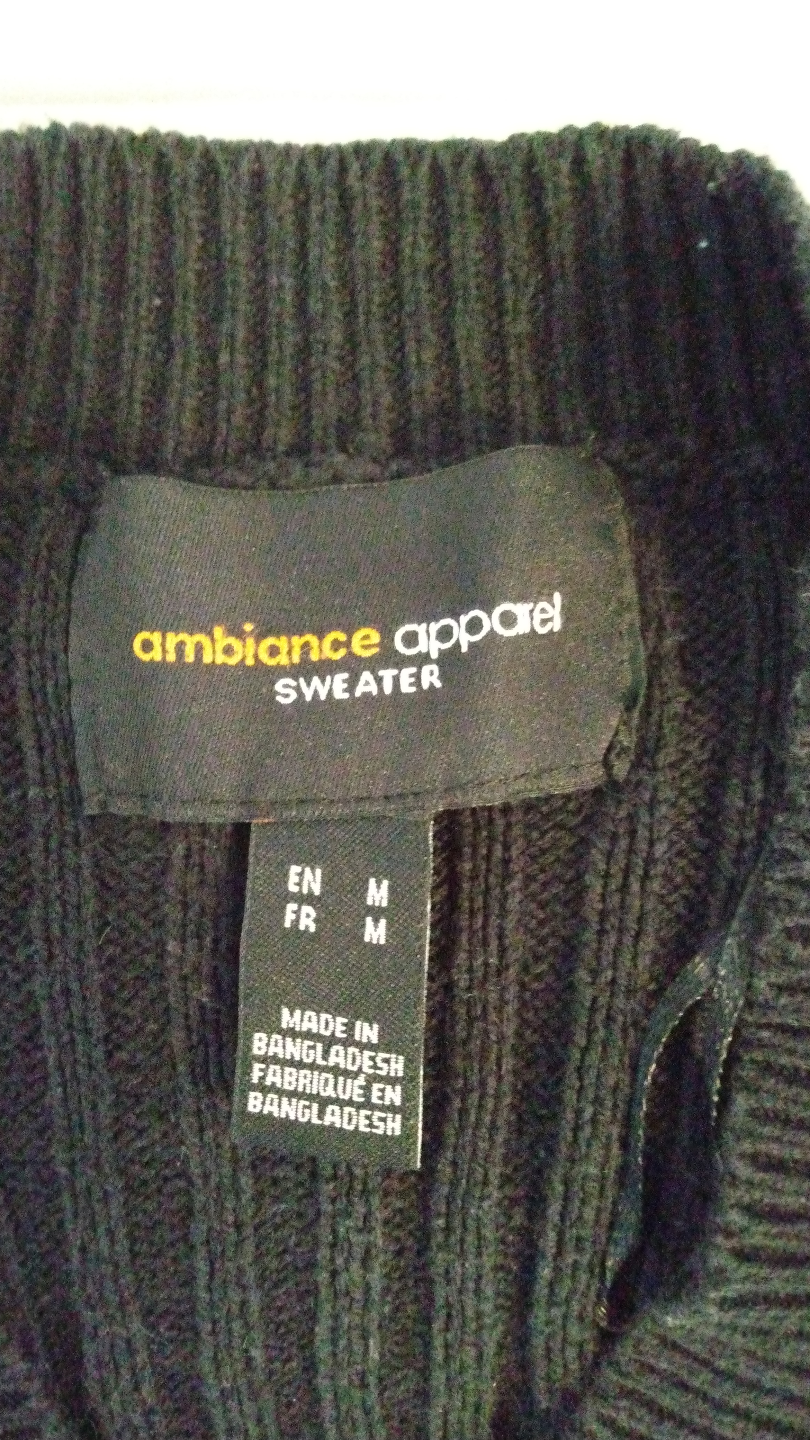 ambiance apparel
SWEATER
EN M
FR M
MADE IN
BANGLADESH
FABRIQUÉ EN
BANGLADESH